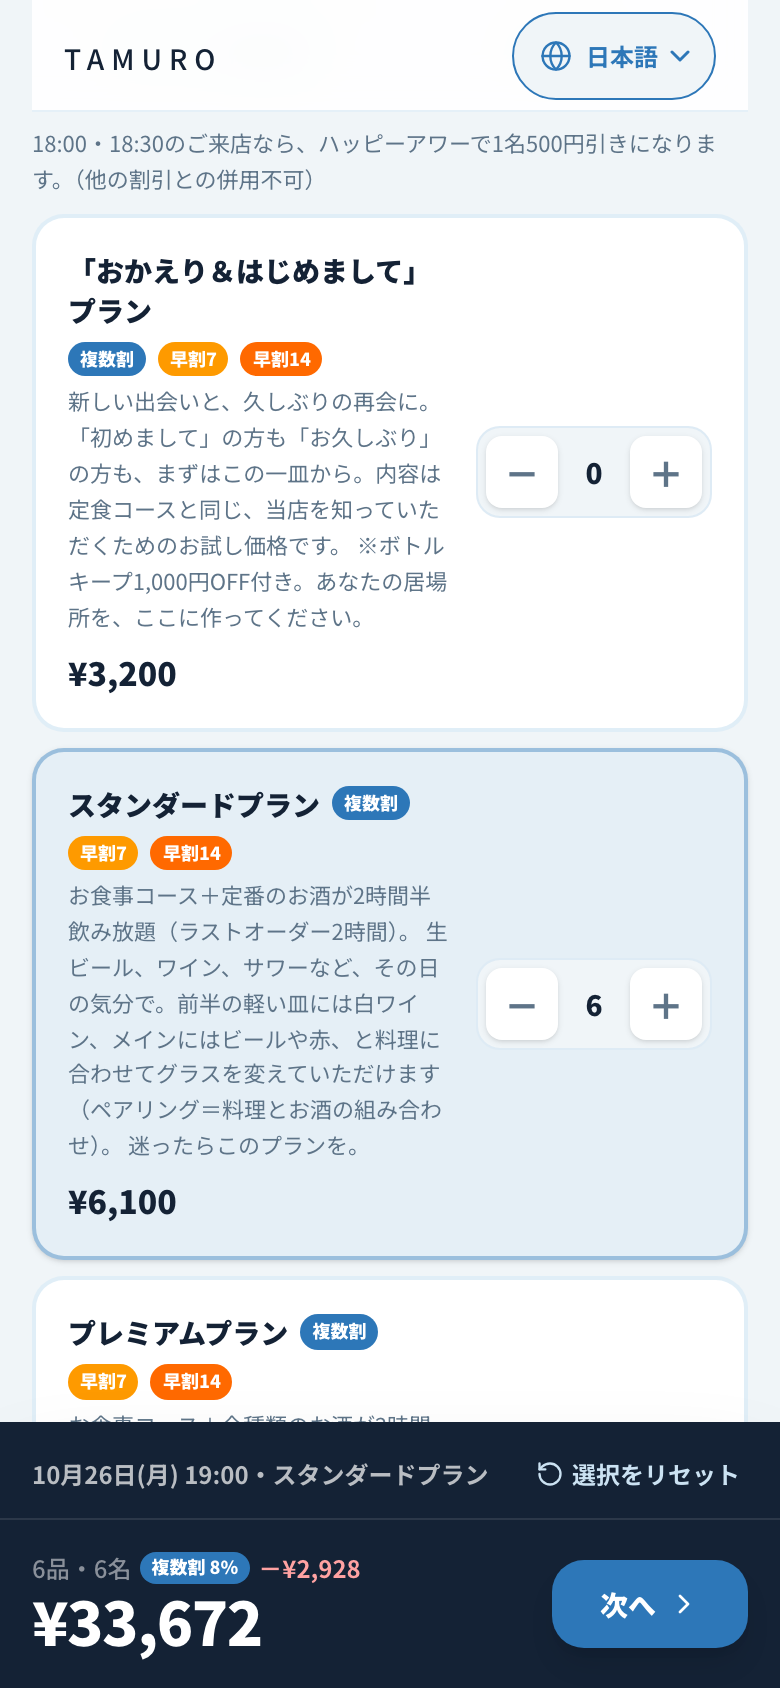 TAMURO
日本語
18:00・18:30のご来店なら、ハッピーアワーで1名500円引きになりま
す。（他の割引との併用不可）
「おかえり＆はじめまして」
プラン
複数割 早割7 早割14
新しい出会いと、久しぶりの再会に。
「初めまして」の方も「お久しぶり」
の方も、まずはこの一皿から。内容は
定食コースと同じ、当店を知っていた
だくためのお試し価格です。 ※ボトル
キープ1,000円OFF付き。あなたの居場
所を、ここに作ってください。
¥3,200
− 0 +
スタンダードプラン 複数割
早割7 早割14
お食事コース＋定番のお酒が2時間半
飲み放題（ラストオーダー2時間）。 生
ビール、ワイン、サワーなど、その日
の気分で。前半の軽い皿には白ワイ
ン、メインにはビールや赤、と料理に
合わせてグラスを変えていただけます
（ペアリング＝料理とお酒の組み合わ
せ）。 迷ったらこのプランを。
¥6,100
− 6 +
プレミアムプラン 複数割
早割7 早割14
お食事コース＋全種類のお酒が2時間
10月26日(月) 19:00・スタンダードプラン
選択をリセット
6品・6名 複数割 8% −¥2,928
¥33,672
次へ